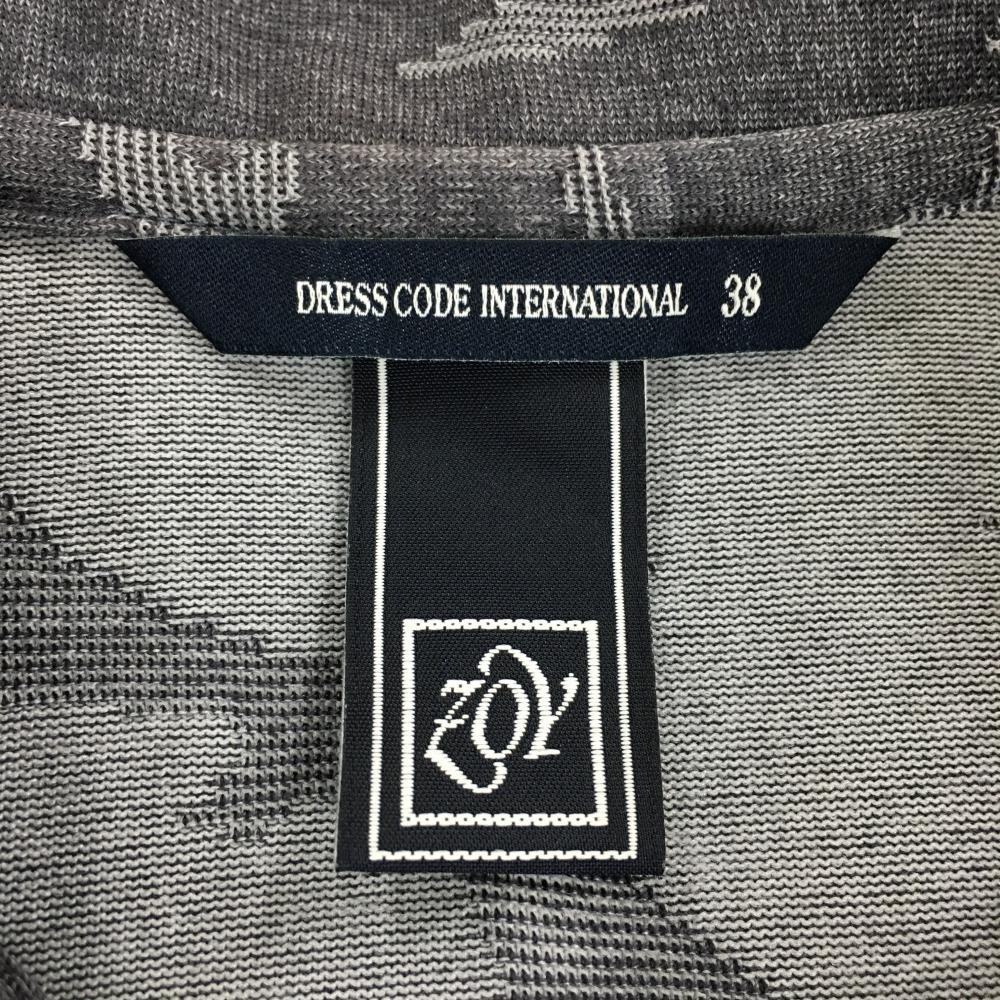 DRESS CODE INTERNATIONAL 38
ZOY